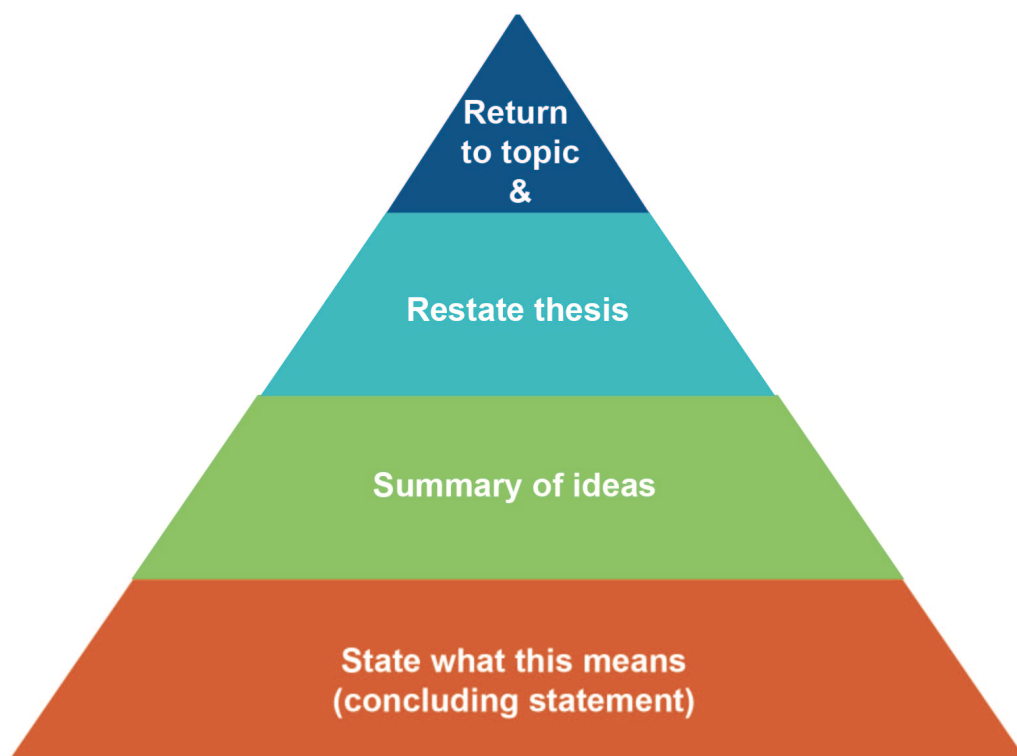 Return
to topic
&
Restate thesis
Summary of ideas
State what this means
(concluding statement)